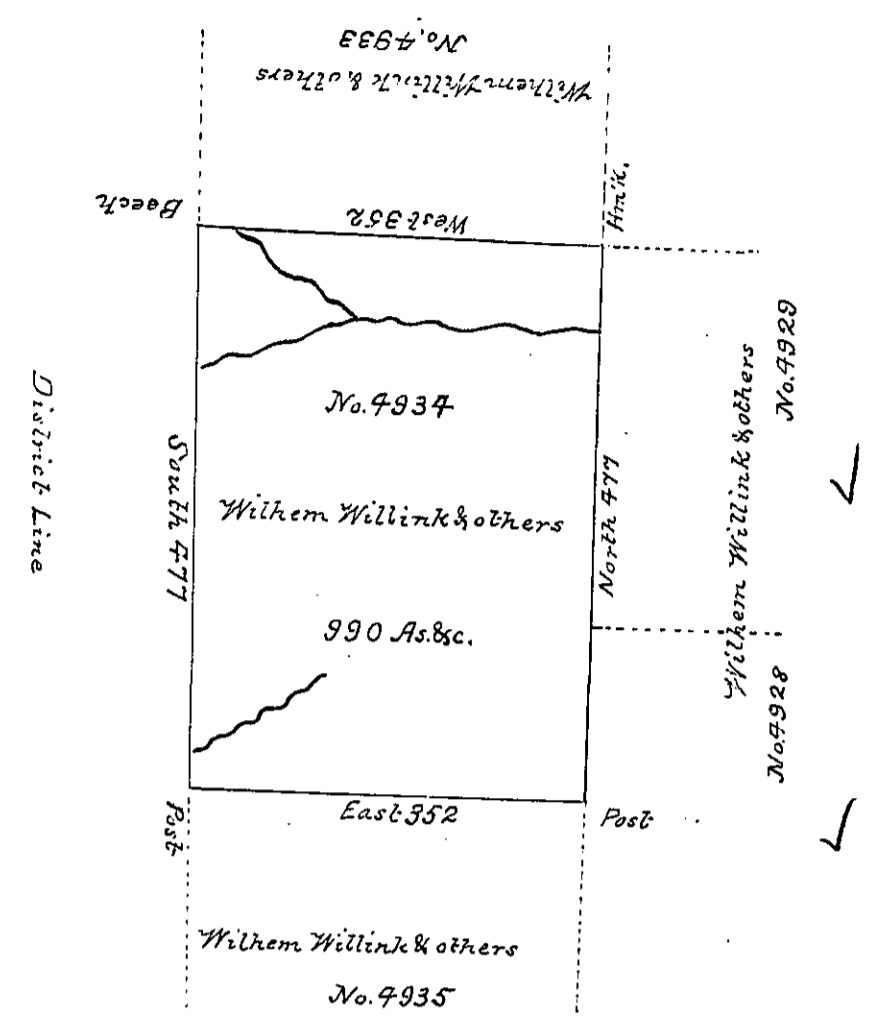 No. 4933
Wilhem Willink & others
Beech
West 352
Hm'k.
No. 4934
Wilhem Willink & others
990 As. &c.
District Line
South 477
North 477
Wilhem Willink & others
No. 4929
No. 4928
Post
East 352
Post
Wilhem Willink & others
No. 4935